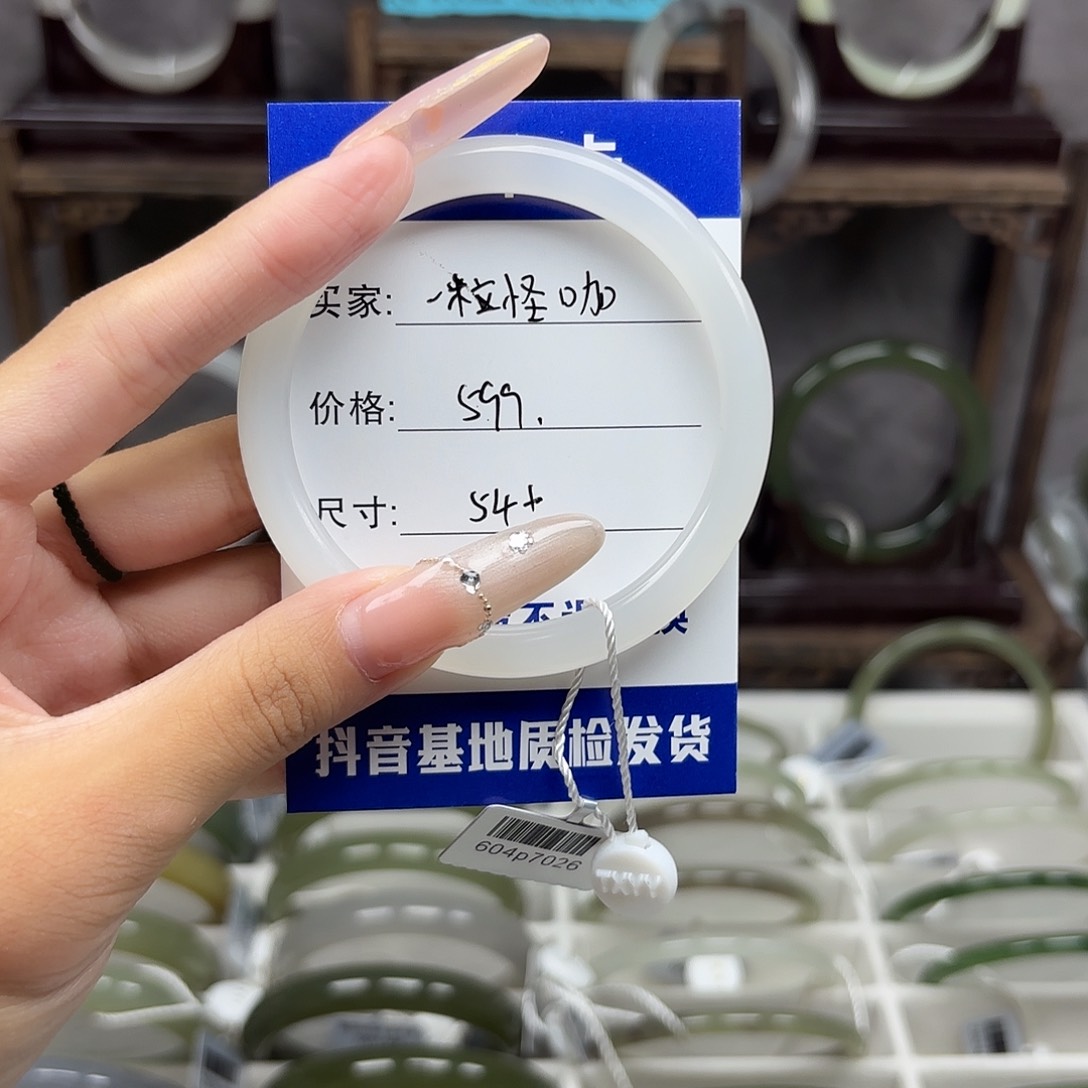 买家: 一粒怪咖
价格: 599.
尺寸: 54+
抖音基地质检发货
604p7026